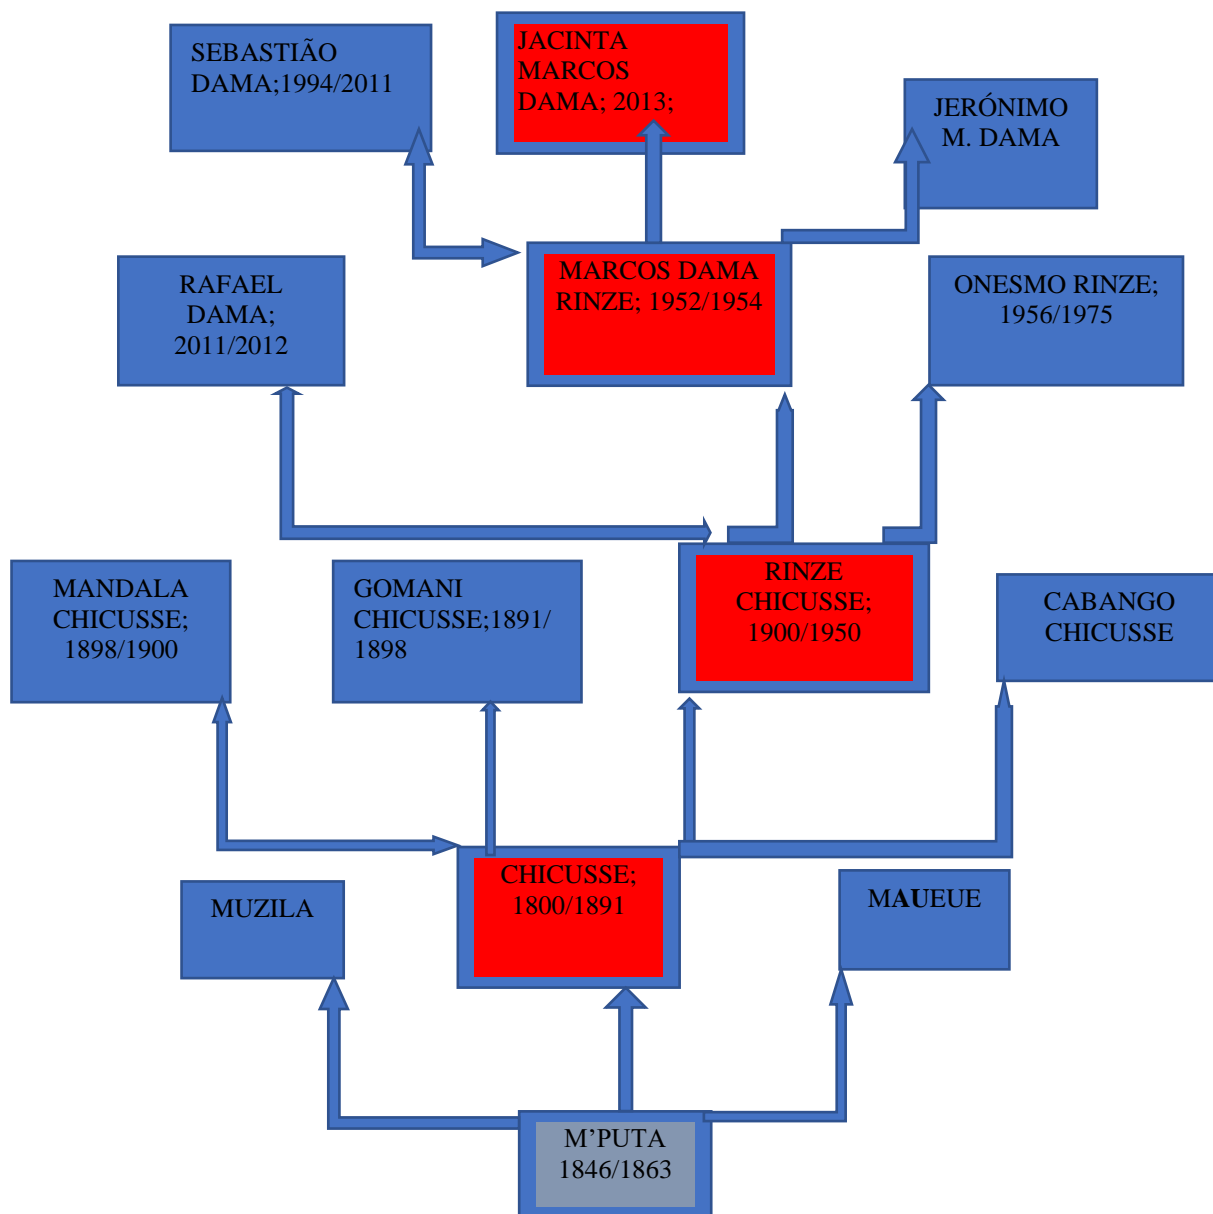 SEBASTIÃO
DAMA;1994/2011
JACINTA
MARCOS
DAMA; 2013;
JERÓNIMO
M. DAMA
RAFAEL
DAMA;
2011/2012
MARCOS DAMA
RINZE; 1952/1954
ONESMO RINZE;
1956/1975
MANDALA
CHICUSSE;
1898/1900
GOMANI
CHICUSSE;1891/
1898
RINZE
CHICUSSE;
1900/1950
CABANGO
CHICUSSE
MUZILA
CHICUSSE;
1800/1891
MAUEUE
M’PUTA
1846/1863